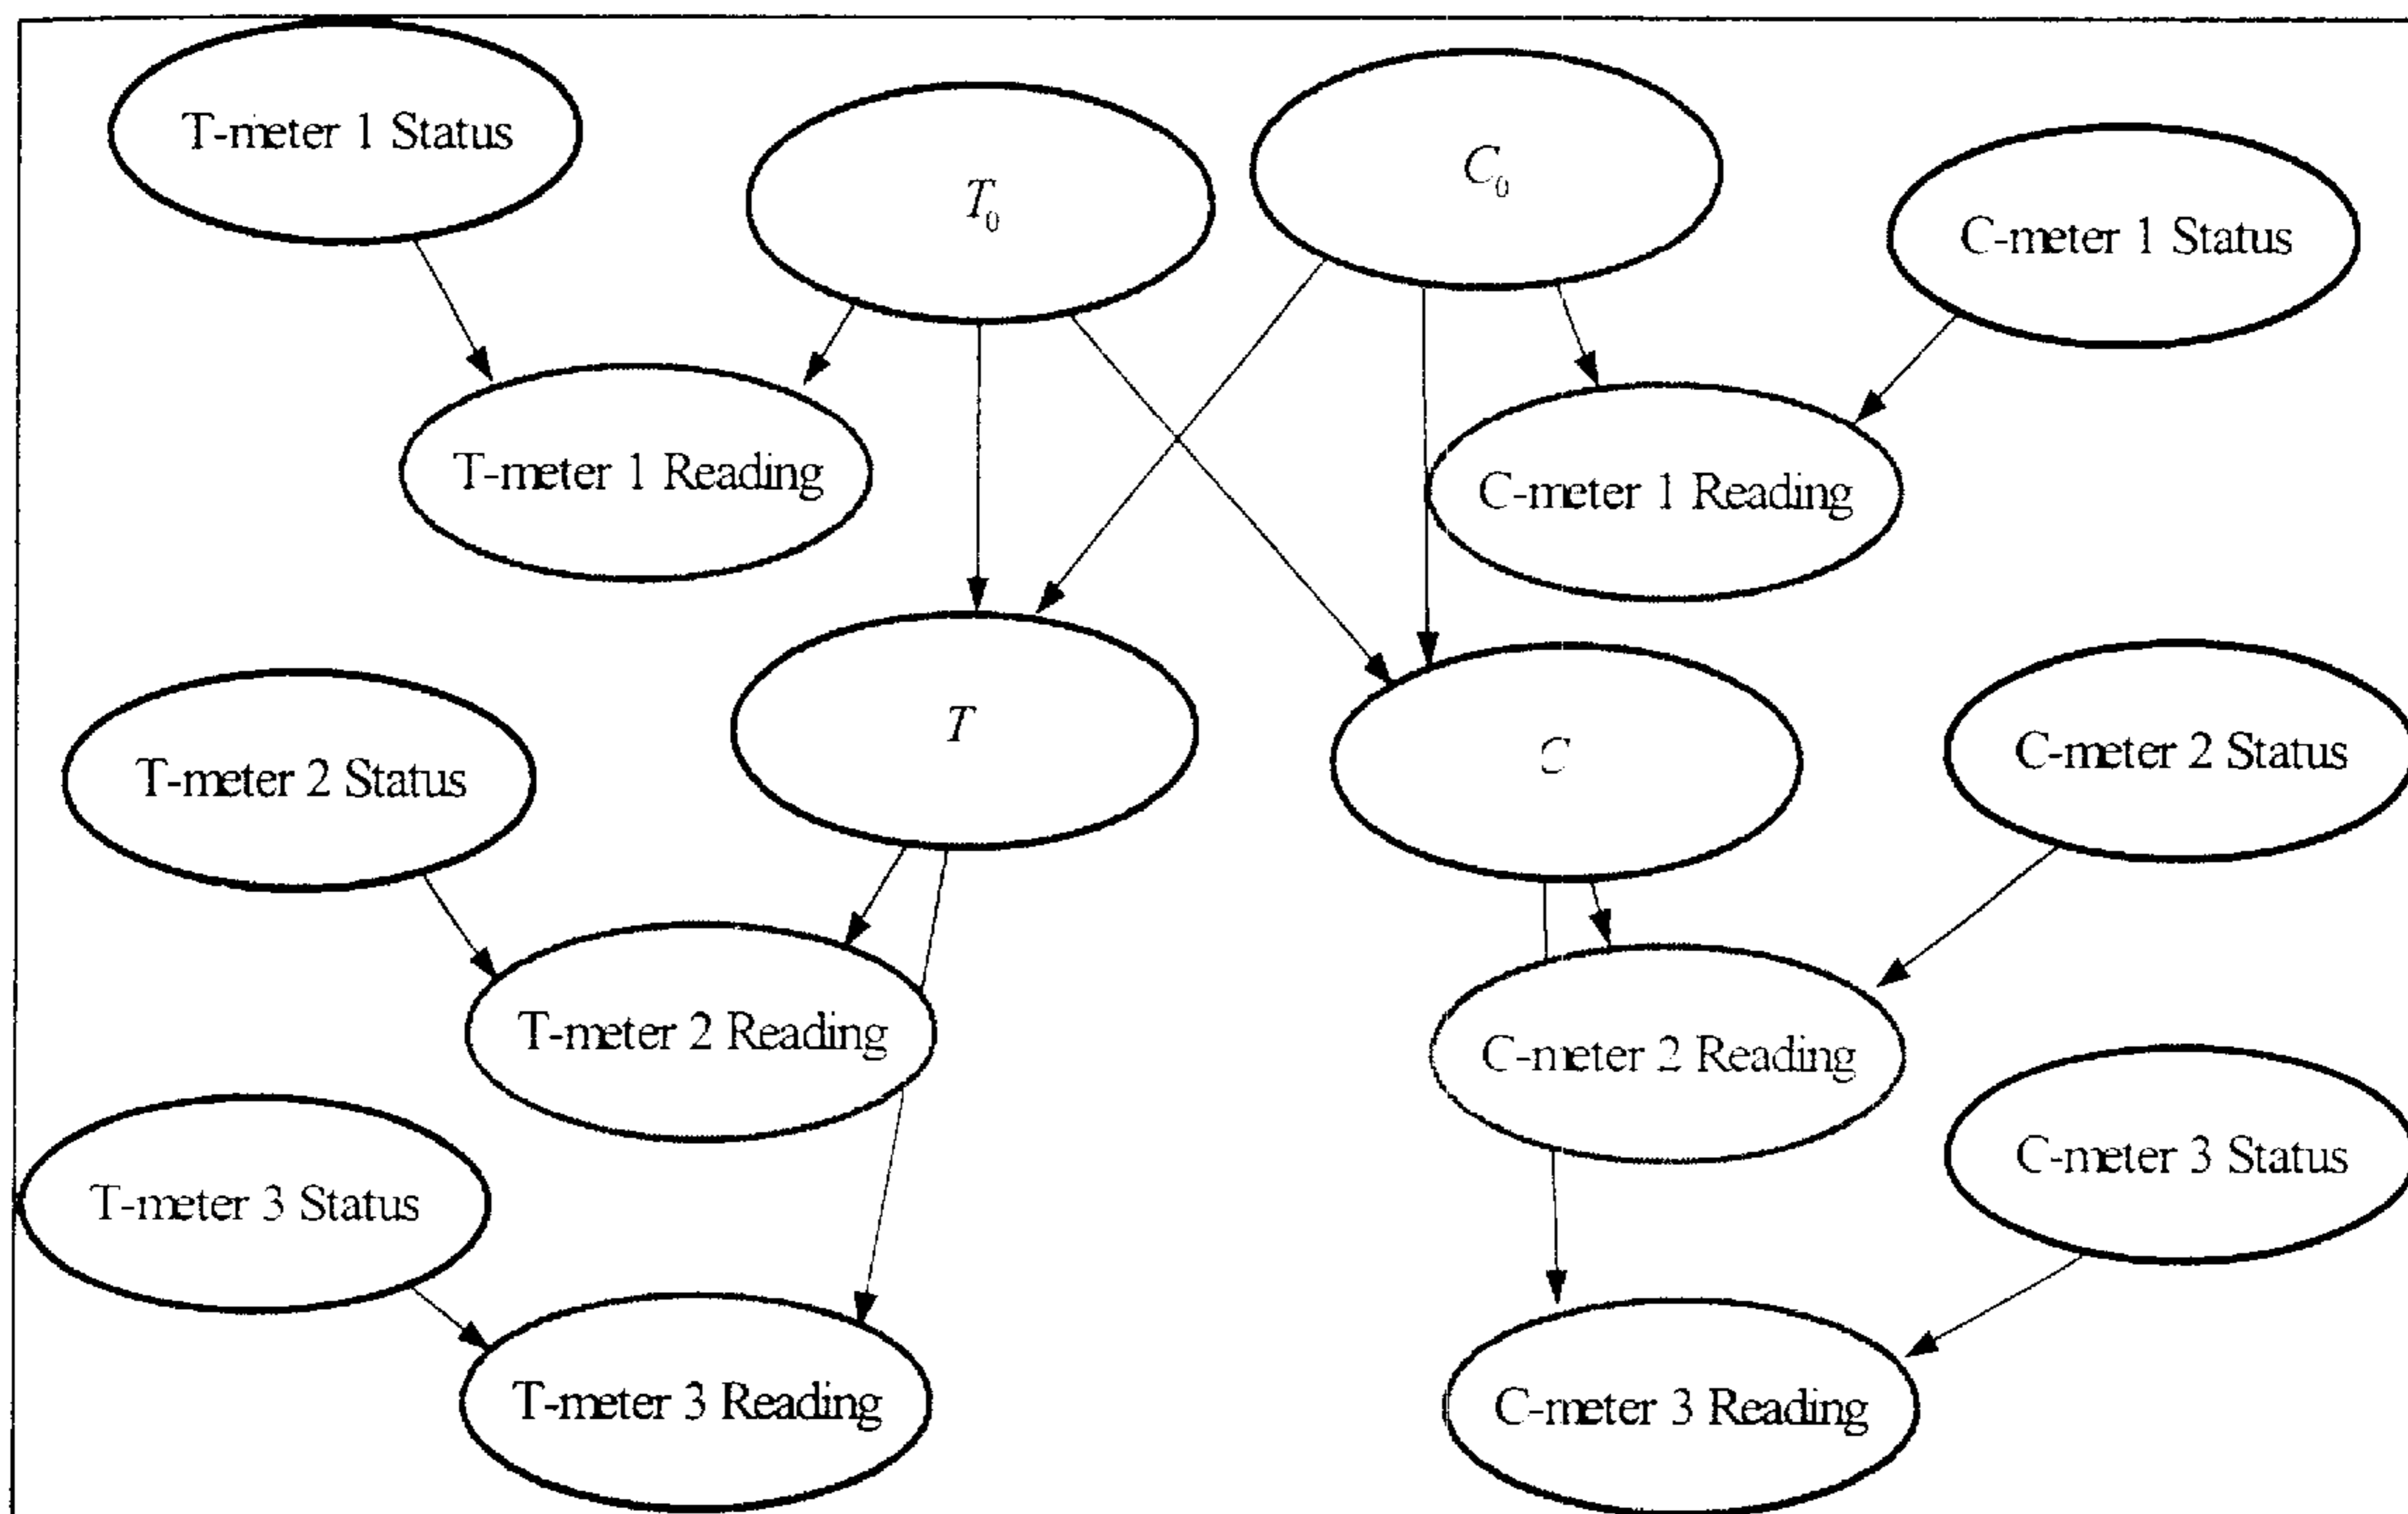 T-meter 1 Status
T₀
C₀
C-meter 1 Status
T-meter 1 Reading
C-meter 1 Reading
T
C
T-meter 2 Status
C-meter 2 Status
T-meter 2 Reading
C-meter 2 Reading
T-meter 3 Status
C-meter 3 Status
T-meter 3 Reading
C-meter 3 Reading